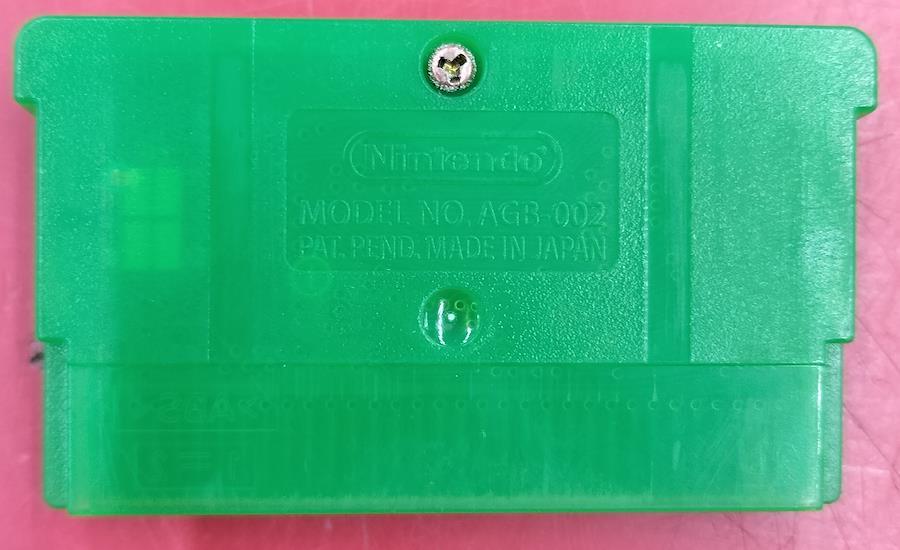 Nintendo
MODEL NO. AGB-002
PAT. PEND. MADE IN JAPAN